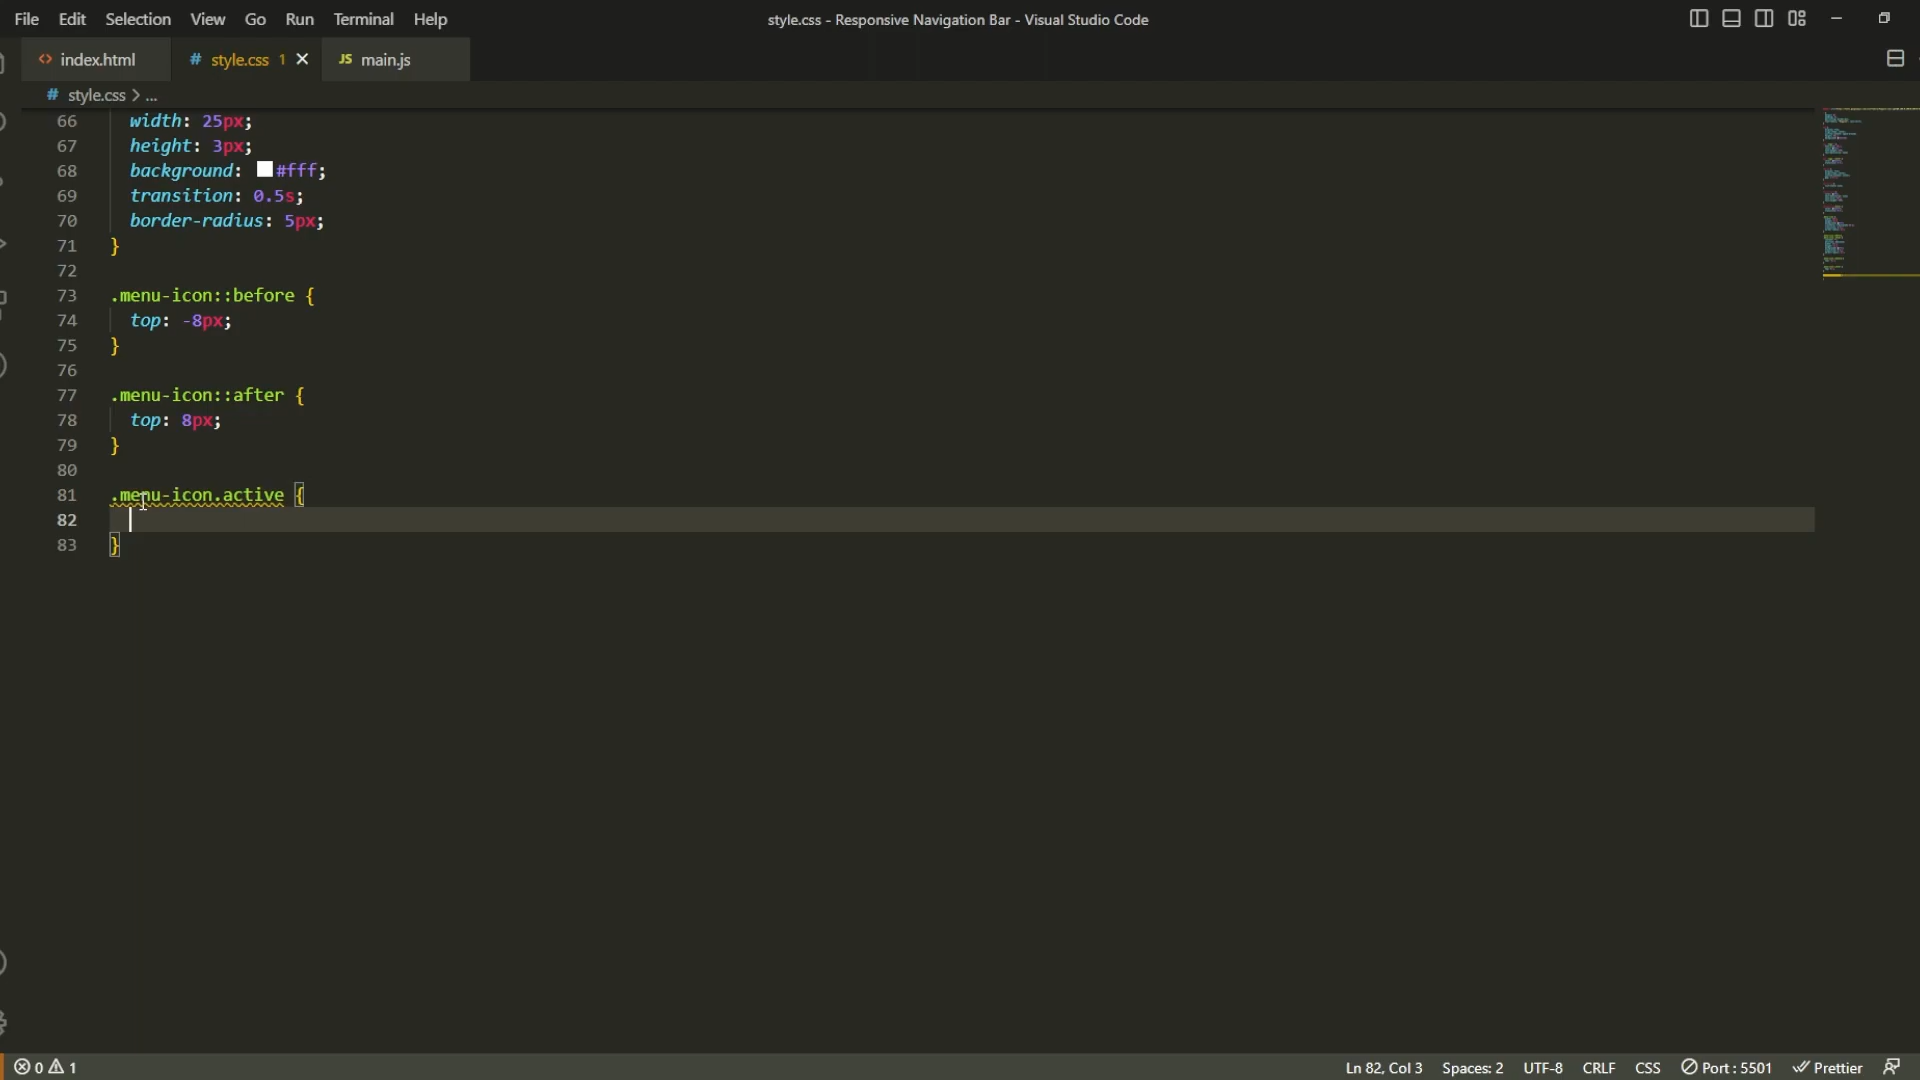 File Edit Selection View Go Run Terminal Help
style.css - Responsive Navigation Bar - Visual Studio Code
<> index.html
# style.css 1
JS main.js
# style.css > ...
66 width: 25px;
67 height: 3px;
68 background: #fff;
69 transition: 0.5s;
70 border-radius: 5px;
71 }
72
73 .menu-icon::before {
74 top: -8px;
75 }
76
77 .menu-icon::after {
78 top: 8px;
79 }
80
81 .menu-icon.active {
82
83 }
0 1
Ln 82, Col 3 Spaces: 2 UTF-8 CRLF CSS Port : 5501 Prettier